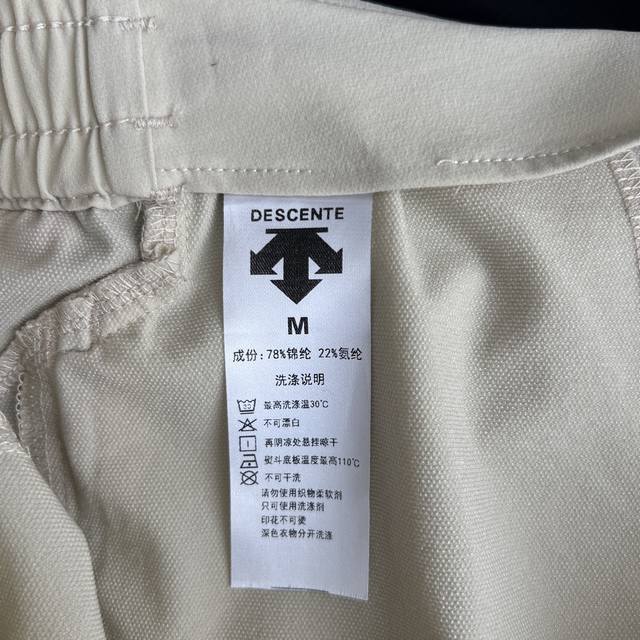 DESCENTE
M
成份:78%锦纶 22%氨纶
洗涤说明
最高洗涤温30℃
不可漂白
再阴凉处悬挂晾干
熨斗底板温度最高110℃
不可干洗
请勿使用织物柔软剂
只可使用洗涤剂
印花不可烫
深色衣物分开洗涤